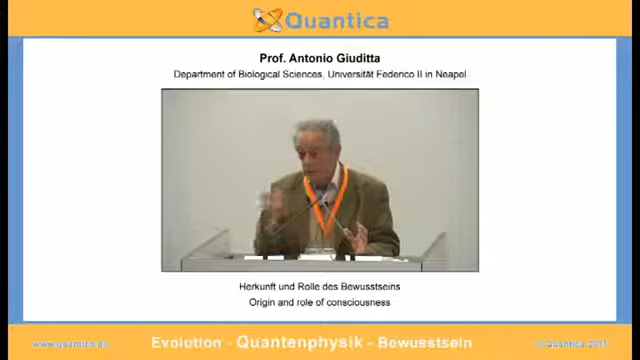 Quantica
Prof. Antonio Giuditta
Department of Biological Sciences, Universität Federico II in Neapel
Herkunft und Rolle des Bewusstseins
Origin and role of consciousness
www.quantica.de
Evolution - Quantenphysik - Bewusstsein
© Quantica 2011